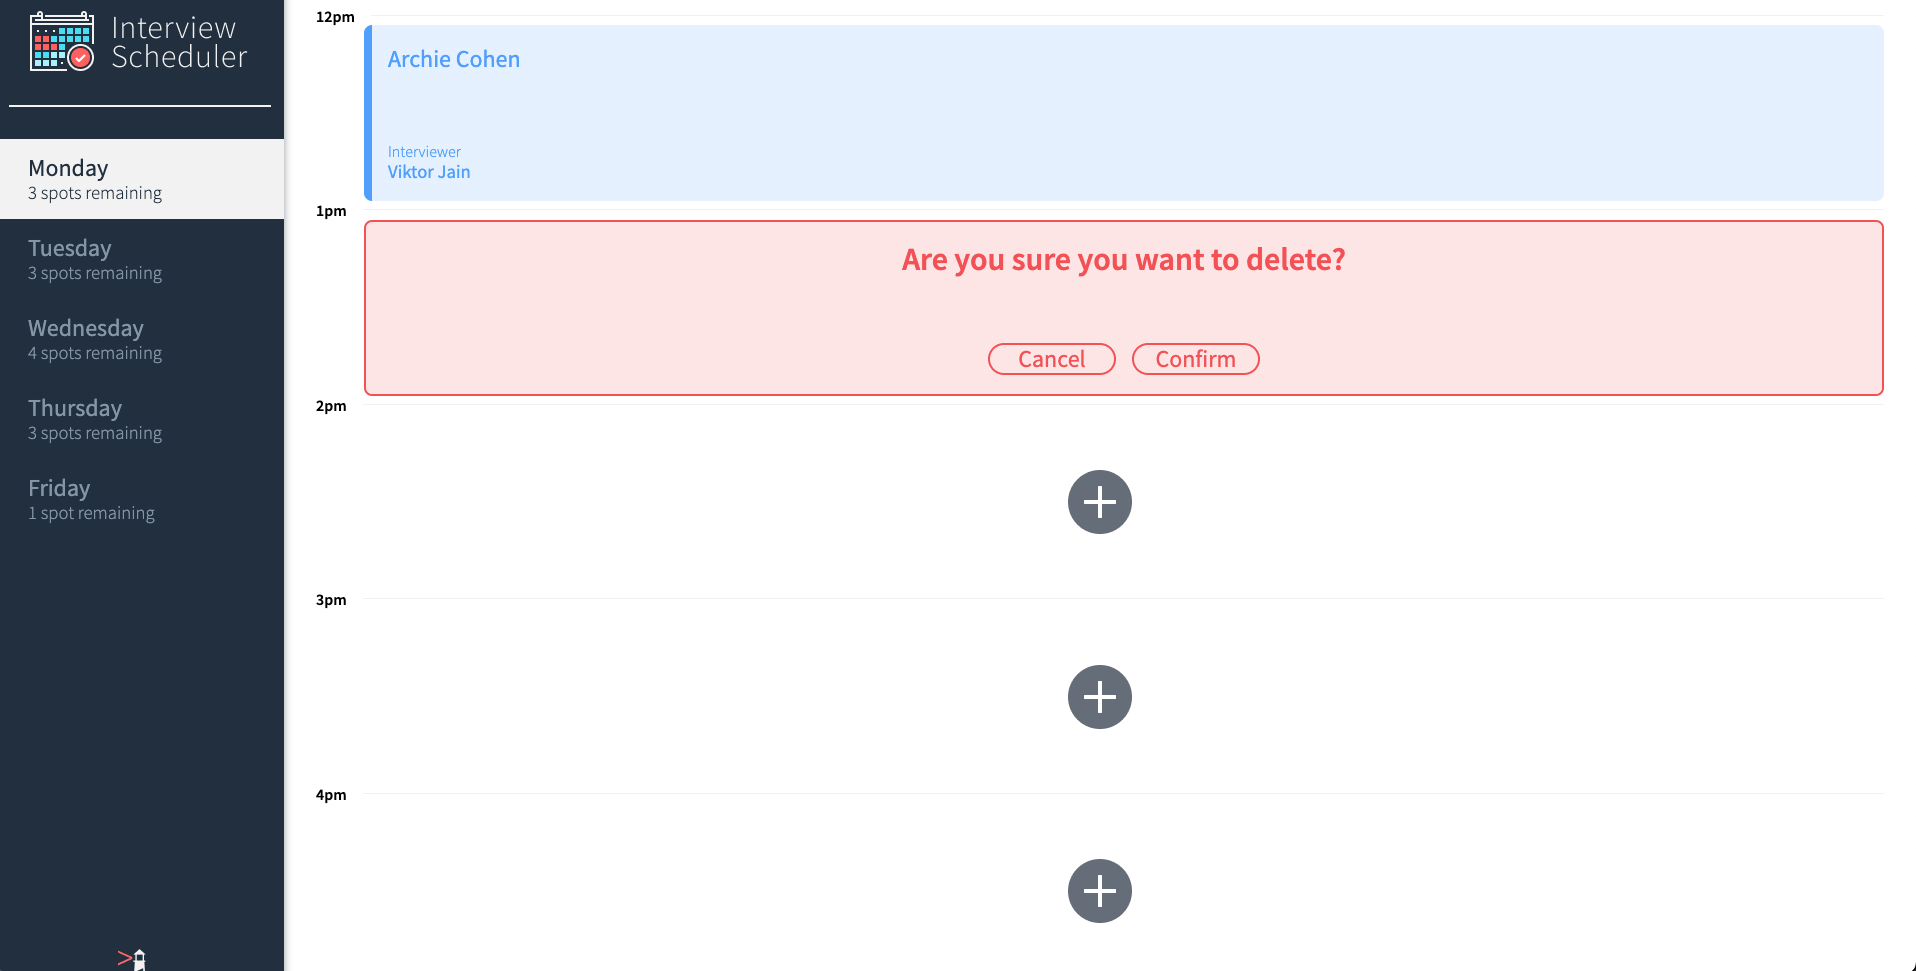 Interview
Scheduler
Monday
3 spots remaining
Tuesday
3 spots remaining
Wednesday
4 spots remaining
Thursday
3 spots remaining
Friday
1 spot remaining
12pm
Archie Cohen
Interviewer
Viktor Jain
1pm
Are you sure you want to delete?
Cancel
Confirm
2pm
3pm
4pm